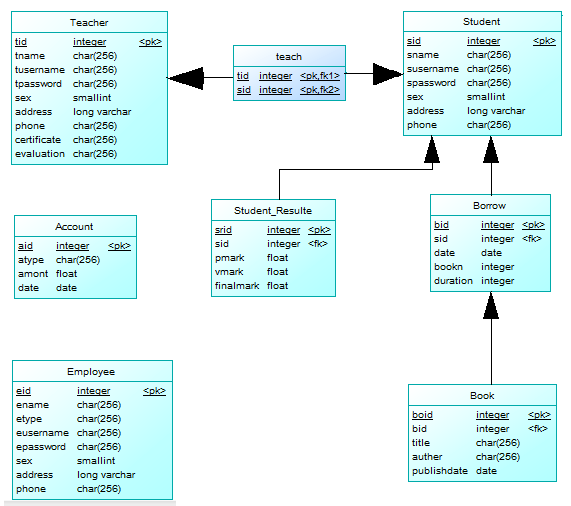 Teacher
tid integer <pk>
tname char(256)
tusername char(256)
tpassword char(256)
sex smallint
address long varchar
phone char(256)
certificate char(256)
evaluation char(256)
teach
tid integer <pk,fk1>
sid integer <pk,fk2>
Student
sid integer <pk>
sname char(256)
susername char(256)
spassword char(256)
sex smallint
address long varchar
phone char(256)
Account
aid integer <pk>
atype char(256)
amont float
date date
Student_Resulte
srid integer <pk>
sid integer <fk>
pmark float
vmark float
finalmark float
Borrow
bid integer <pk>
sid integer <fk>
date date
bookn integer
duration integer
Employee
eid integer <pk>
ename char(256)
etype char(256)
eusername char(256)
epassword char(256)
sex smallint
address long varchar
phone char(256)
Book
boid integer <pk>
bid integer <fk>
title char(256)
auther char(256)
publishdate date